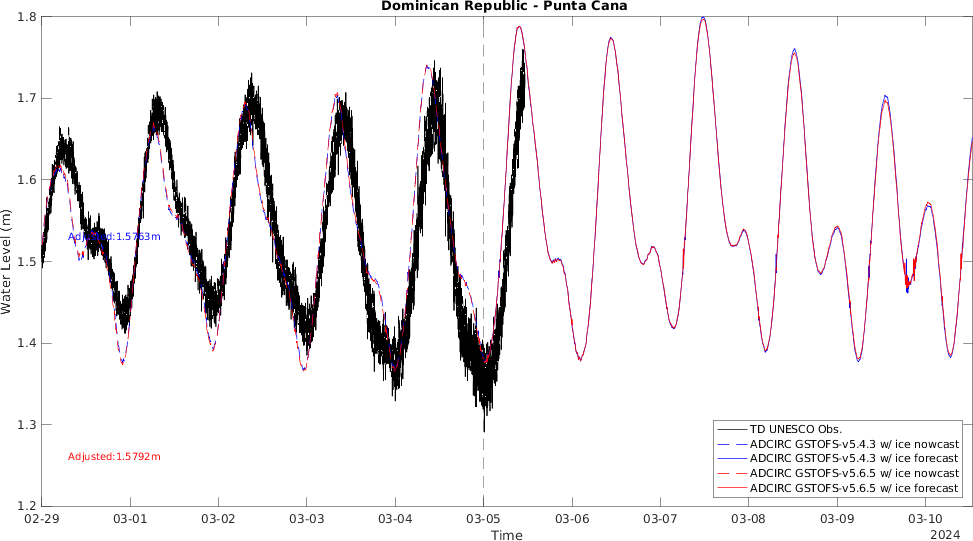 Dominican Republic - Punta Cana
1.8
1.7
1.6
1.5
1.4
1.3
1.2
Water Level (m)
Adjusted:1.5763m
Adjusted:1.5792m
TD UNESCO Obs.
ADCIRC GSTOFS-v5.4.3 w/ ice nowcast
ADCIRC GSTOFS-v5.4.3 w/ ice forecast
ADCIRC GSTOFS-v5.6.5 w/ ice nowcast
ADCIRC GSTOFS-v5.6.5 w/ ice forecast
02-29 03-01 03-02 03-03 03-04 03-05 03-06 03-07 03-08 03-09 03-10
Time
2024